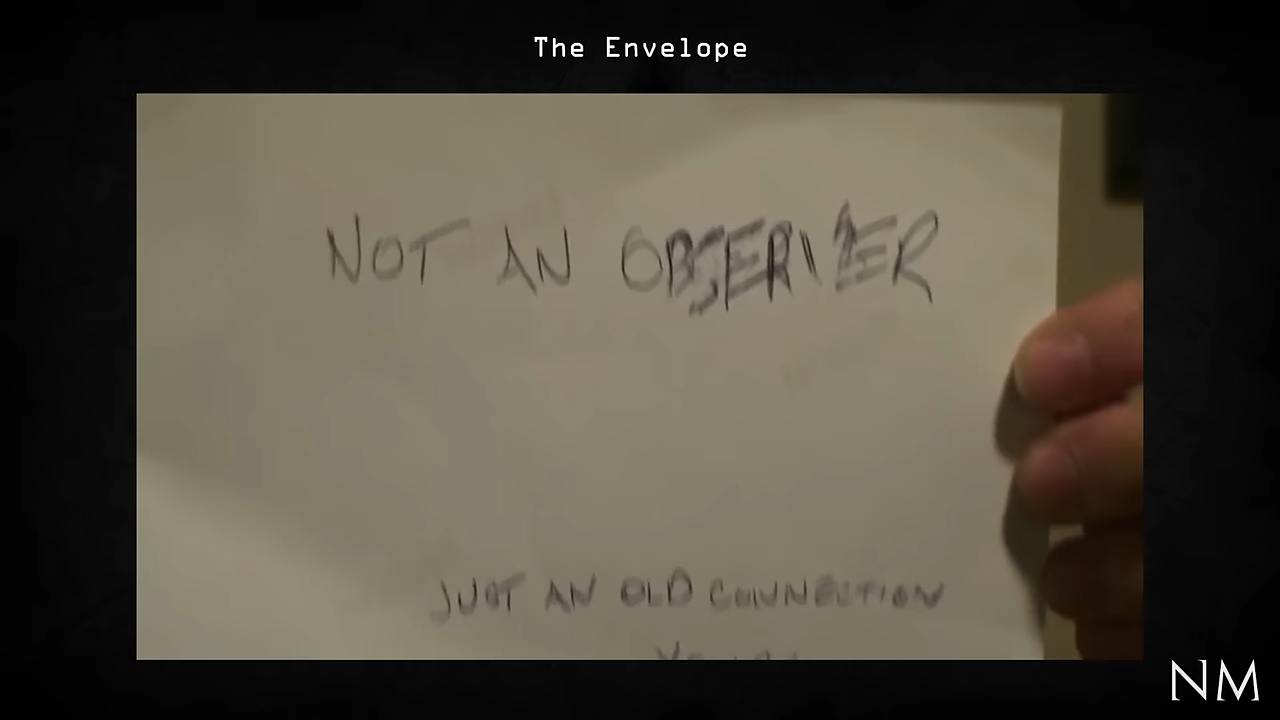 The Envelope
NOT AN OBSERVER
JUST AN OLD CONNECTION
NM